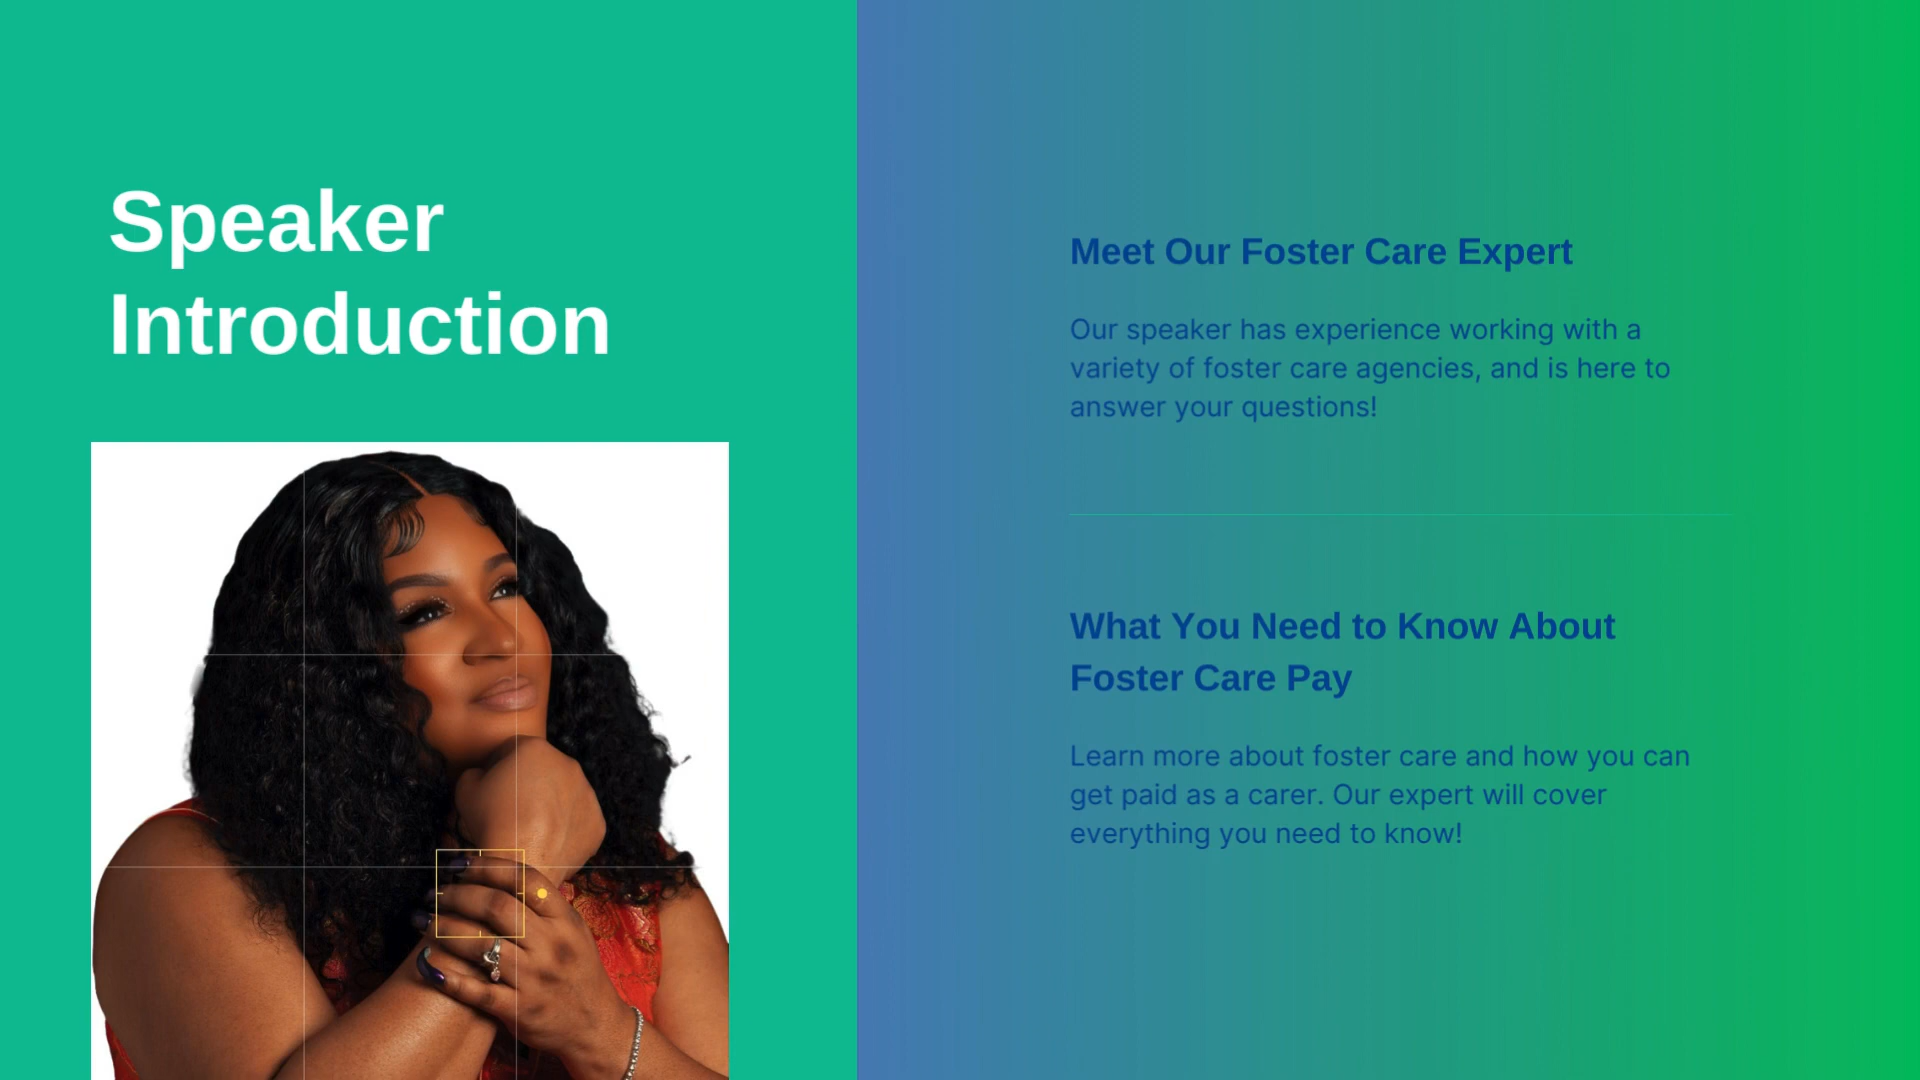 Speaker
Introduction
Meet Our Foster Care Expert
Our speaker has experience working with a
variety of foster care agencies, and is here to
answer your questions!
What You Need to Know About
Foster Care Pay
Learn more about foster care and how you can
get paid as a carer. Our expert will cover
everything you need to know!